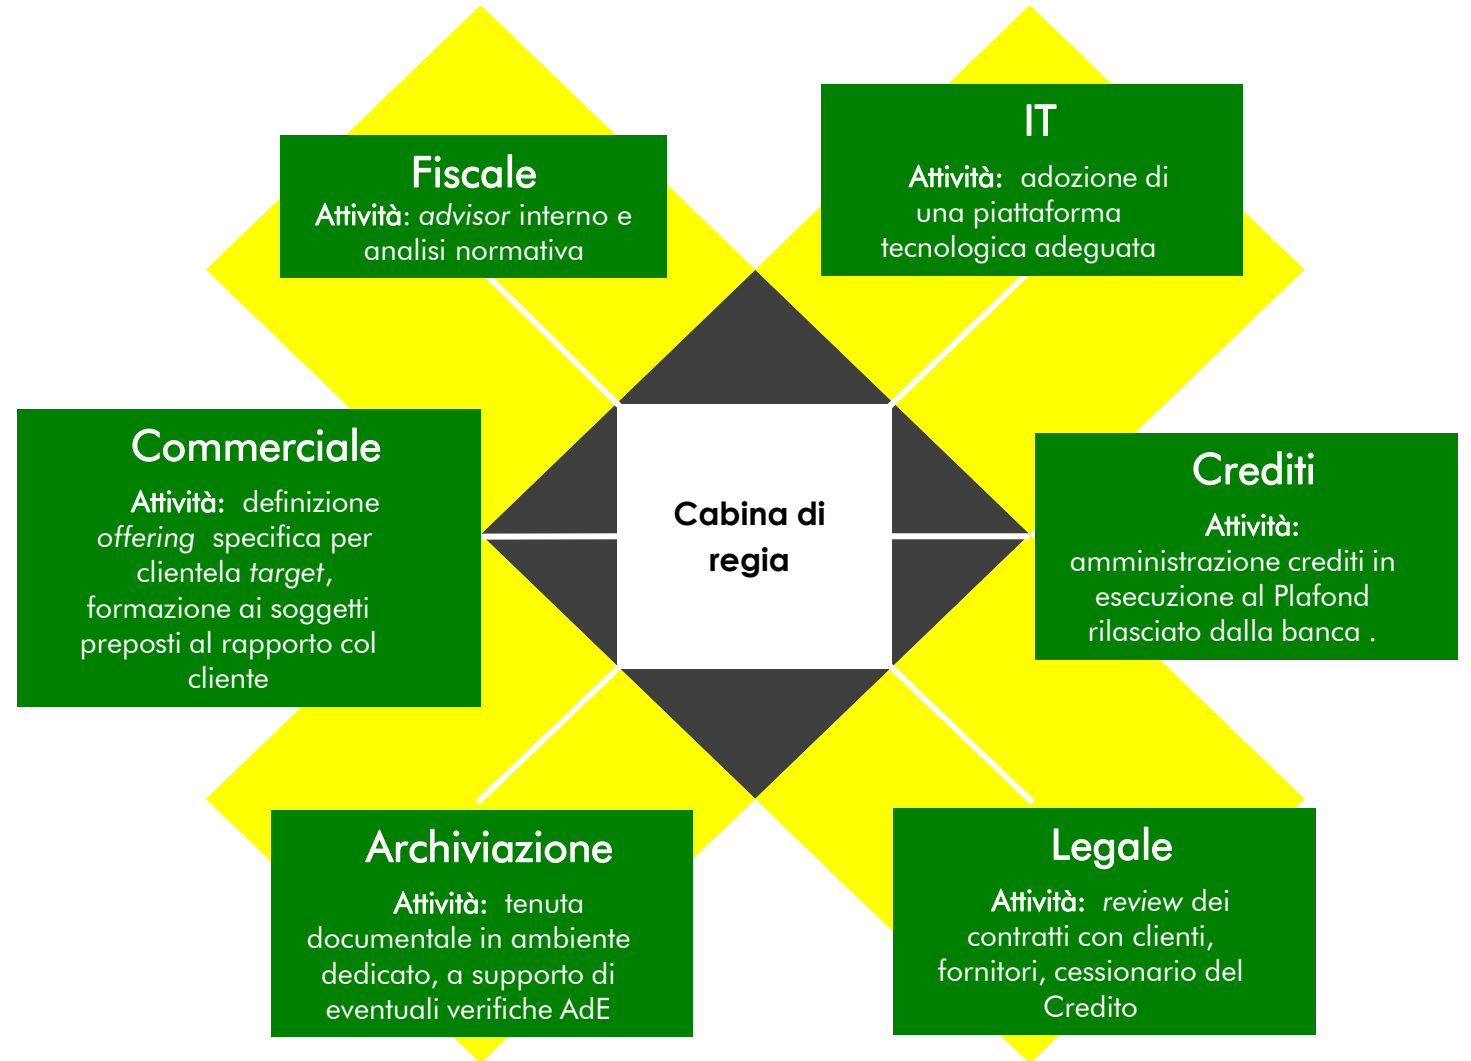 Fiscale
Attività: advisor interno e
analisi normativa
IT
Attività: adozione di
una piattaforma
tecnologica adeguata
Commerciale
Attività: definizione
offering specifica per
clientela target,
formazione ai soggetti
preposti al rapporto col
cliente
Cabina di
regia
Crediti
Attività:
amministrazione crediti in
esecuzione al Plafond
rilasciato dalla banca .
Archiviazione
Attività: tenuta
documentale in ambiente
dedicato, a supporto di
eventuali verifiche AdE
Legale
Attività: review dei
contratti con clienti,
fornitori, cessionario del
Credito